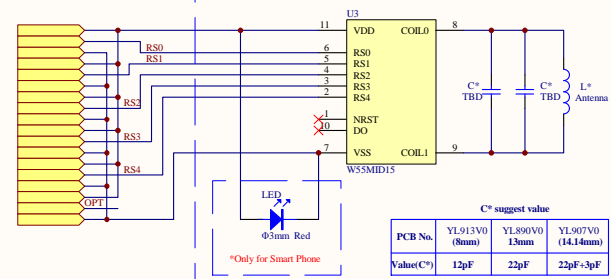 U3
11 VDD COIL0 8
RS0 6 RS0
RS1 5 RS1
4 RS2
3 RS3
2 RS4
RS2
RS3
RS4
OPT
1 NRST
10 DO
7 VSS COIL1 9
W55MID15
C* TBD
C* TBD
L* Antenna
LED
Φ3mm Red
*Only for Smart Phone
C* suggest value
PCB No. YL913V0 (8mm) YL890V0 13mm YL907V0 (14.14mm)
Value(C*) 12pF 22pF 22pF+3pF